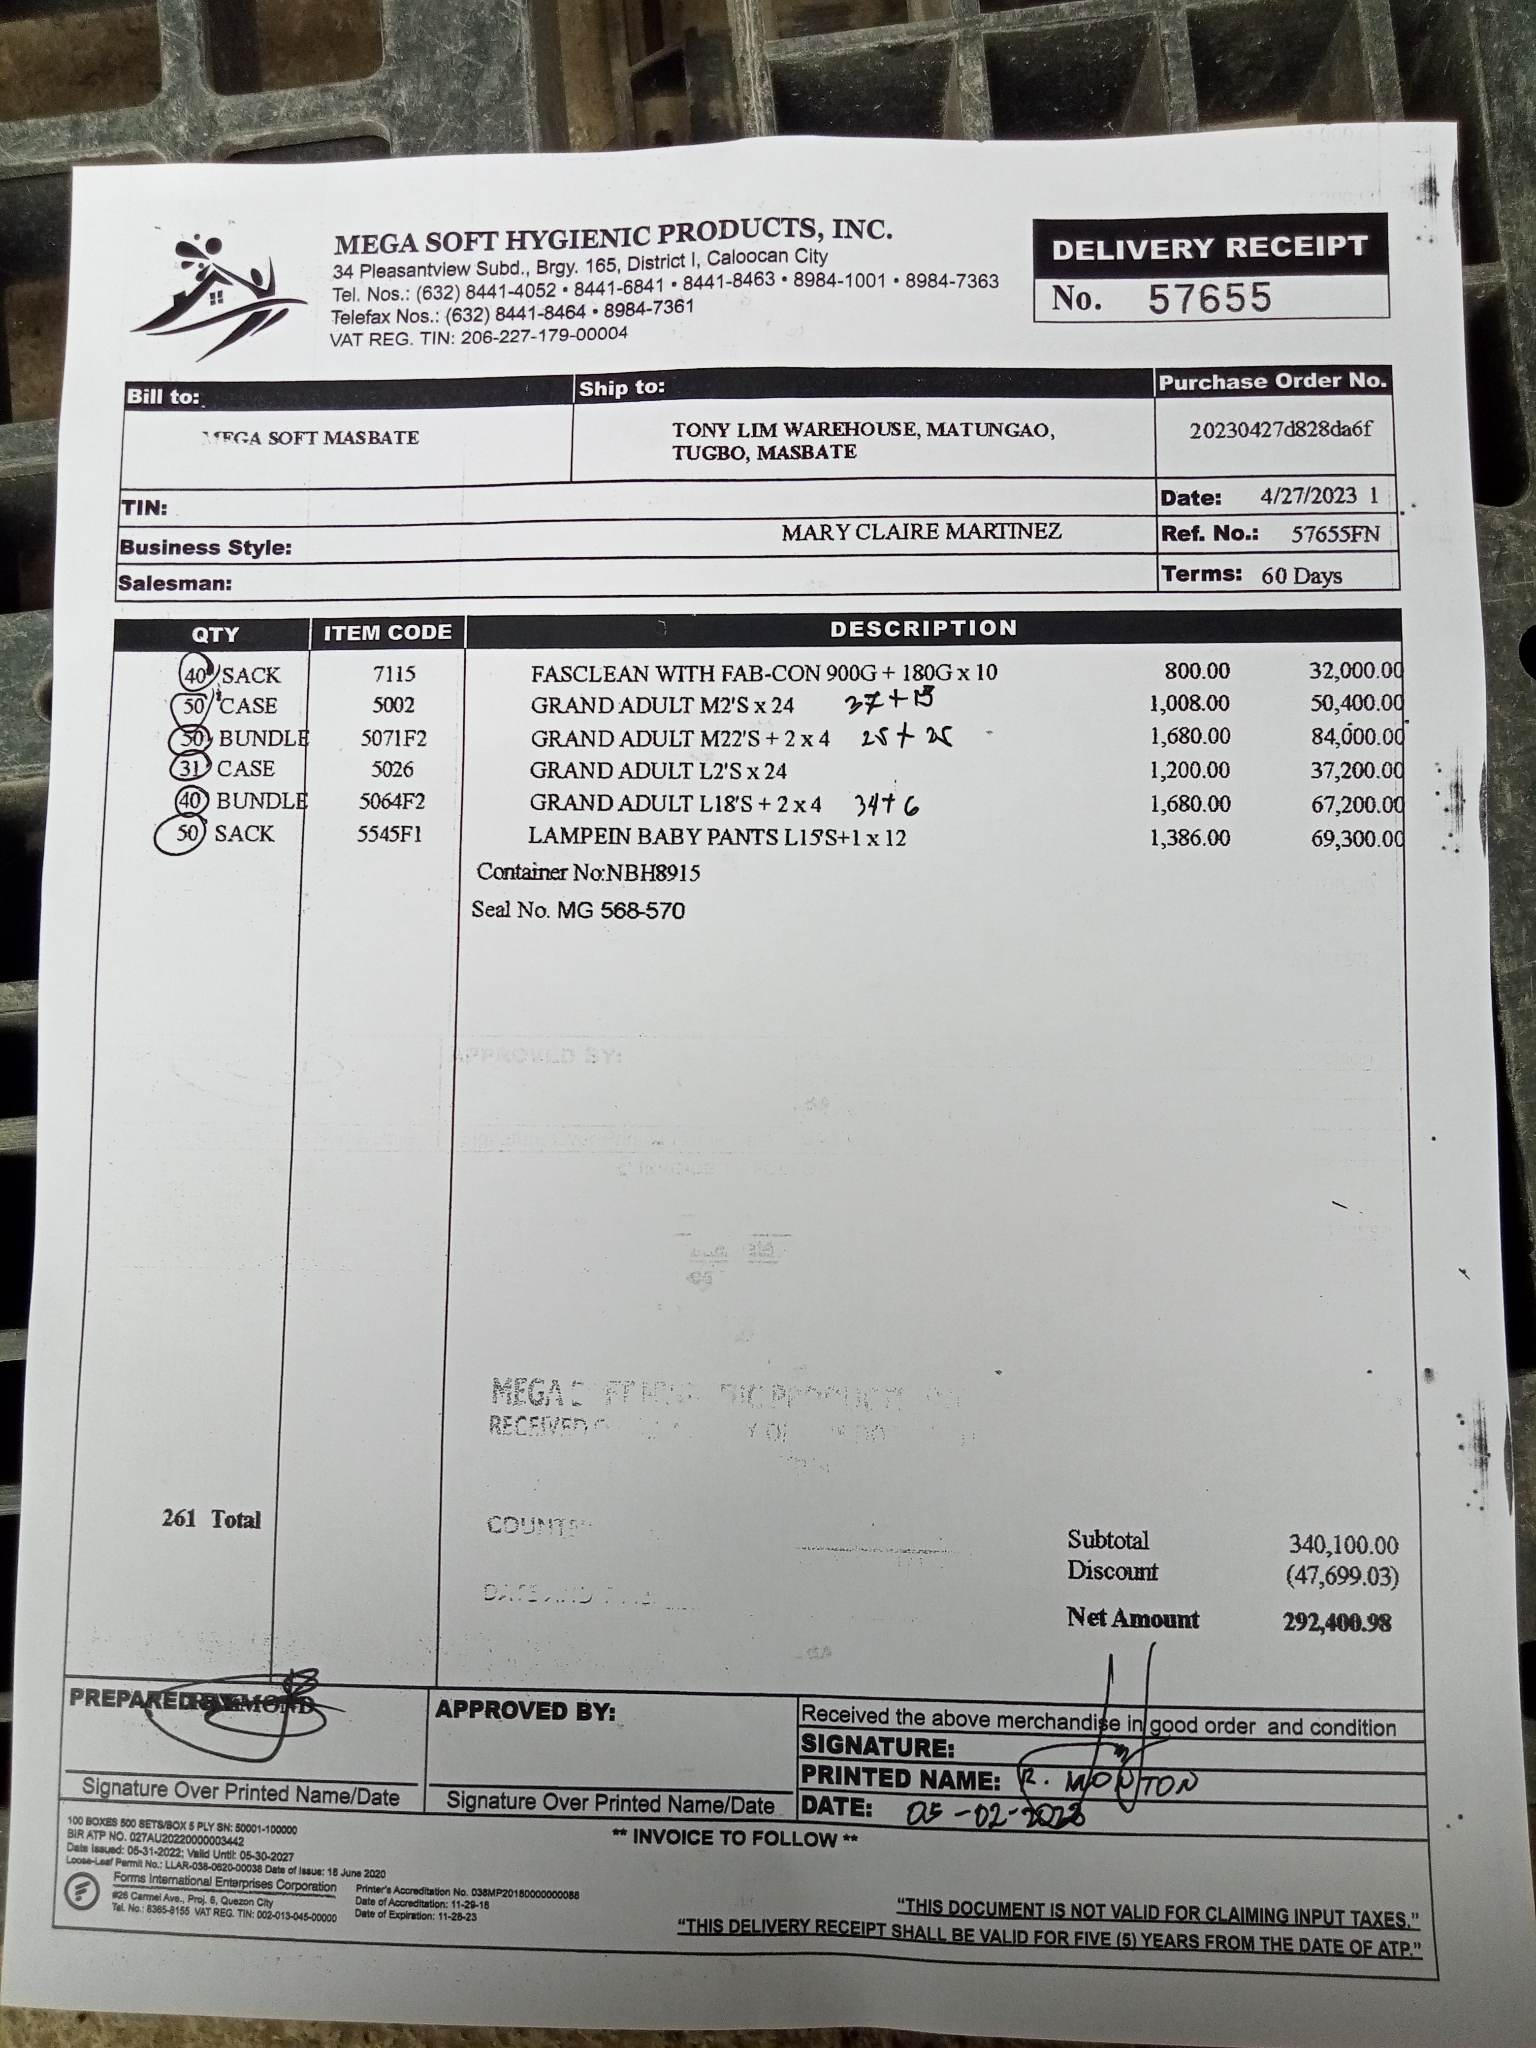 MEGA SOFT HYGIENIC PRODUCTS, INC.
34 Pleasantview Subd., Brgy. 165, District I, Caloocan City
Tel. Nos.: (632) 8441-4052 • 8441-6841 • 8441-8463 • 8984-1001 • 8984-7363
Telefax Nos.: (632) 8441-8464 • 8984-7361
VAT REG. TIN: 206-227-179-00004
DELIVERY RECEIPT
No. 57655
Bill to: Ship to: Purchase Order No.
MEGA SOFT MASBATE TONY LIM WAREHOUSE, MATUNGAO, 20230427d828da6f
TUGBO, MASBATE
TIN: Date: 4/27/2023 1
Business Style: MARY CLAIRE MARTINEZ Ref. No.: 57655FN
Salesman: Terms: 60 Days
QTY ITEM CODE DESCRIPTION
40 SACK 7115 FASCLEAN WITH FAB-CON 900G + 180G x 10 800.00 32,000.00
50 CASE 5002 GRAND ADULT M2'S x 24 37+13 1,008.00 50,400.00
50 BUNDLE 5071F2 GRAND ADULT M22'S + 2 x 4 25+25 1,680.00 84,000.00
31 CASE 5026 GRAND ADULT L2'S x 24 1,200.00 37,200.00
40 BUNDLE 5064F2 GRAND ADULT L18'S + 2 x 4 34+6 1,680.00 67,200.00
50 SACK 5545F1 LAMPEIN BABY PANTS L15'S+1 x 12 1,386.00 69,300.00
Container No:NBH8915
Seal No. MG 568-570
APPROVED BY:
MEGA
RECEIVED
261 Total
Subtotal 340,100.00
Discount (47,699.03)
Net Amount 292,400.98
PREPARED
APPROVED BY:
Signature Over Printed Name/Date
Signature Over Printed Name/Date
Received the above merchandise in good order and condition
SIGNATURE:
PRINTED NAME: R. MONTON
DATE: 05-02-2023
** INVOICE TO FOLLOW **
100 BOXES 500 SETS/BOX 5 PLY SN: 50001-100000
BIR ATP NO. 027AU20220000003442
Date Issued: 05-31-2022; Valid Until: 05-30-2027
Loose-Leaf Permit No.: LLAR-038-0620-00038 Date of Issue: 18 June 2020
Forms International Enterprises Corporation
#26 Carmel Ave., Proj. 6, Quezon City
Tel. No.: 8365-8155 VAT REG. TIN: 002-013-045-00000
Printer's Accreditation No. 038MP20180000000088
Date of Accreditation: 11-29-18
Date of Expiration: 11-28-23
"THIS DOCUMENT IS NOT VALID FOR CLAIMING INPUT TAXES."
"THIS DELIVERY RECEIPT SHALL BE VALID FOR FIVE (5) YEARS FROM THE DATE OF ATP."